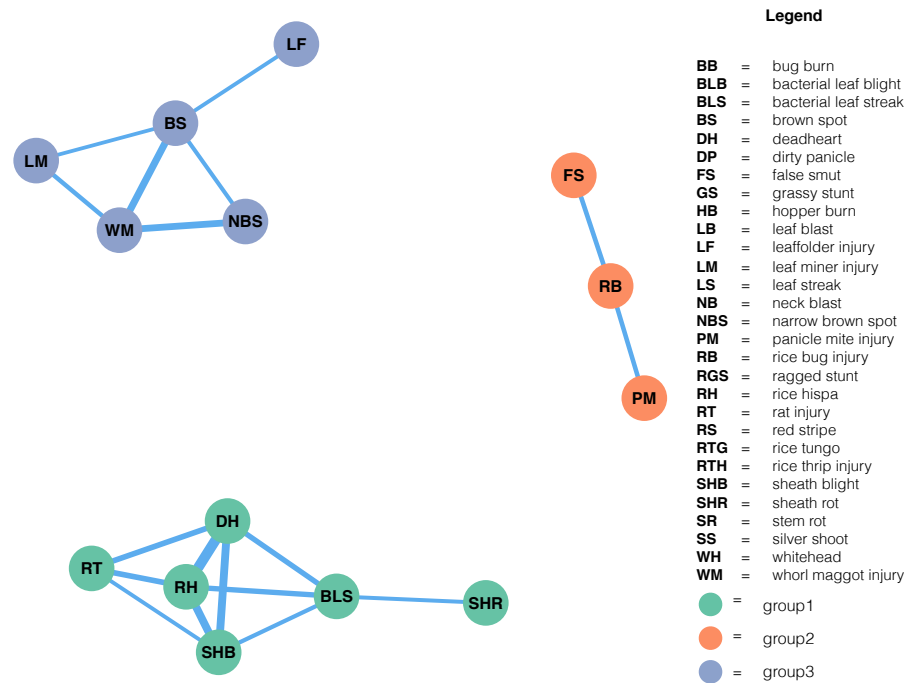 Legend
LF
BS
LM
WM
NBS
FS
RB
PM
DH
RT
RH
BLS
SHR
SHB
BB = bug burn
BLB = bacterial leaf blight
BLS = bacterial leaf streak
BS = brown spot
DH = deadheart
DP = dirty panicle
FS = false smut
GS = grassy stunt
HB = hopper burn
LB = leaf blast
LF = leaffolder injury
LM = leaf miner injury
LS = leaf streak
NB = neck blast
NBS = narrow brown spot
PM = panicle mite injury
RB = rice bug injury
RGS = ragged stunt
RH = rice hispa
RT = rat injury
RS = red stripe
RTG = rice tungo
RTH = rice thrip injury
SHB = sheath blight
SHR = sheath rot
SR = stem rot
SS = silver shoot
WH = whitehead
WM = whorl maggot injury
= group1
= group2
= group3